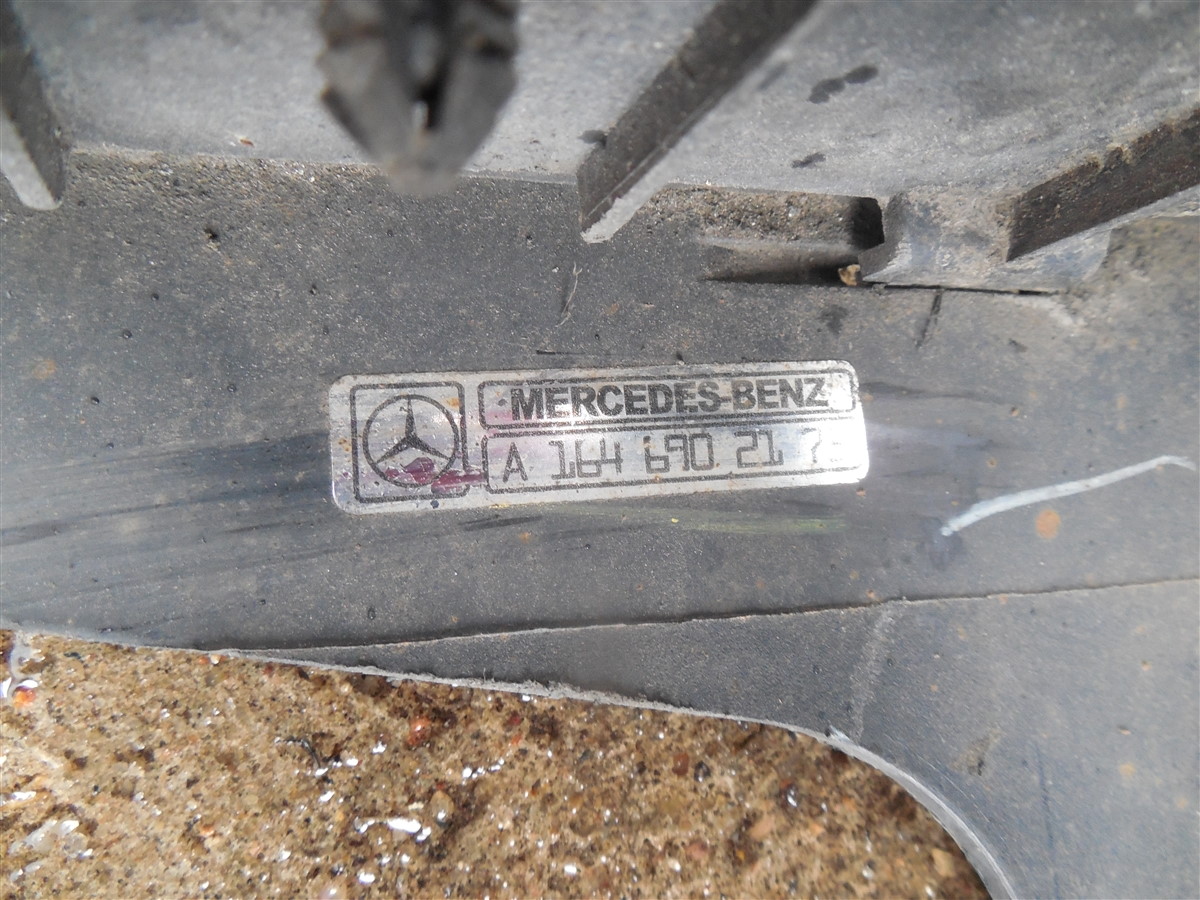 MERCEDES-BENZ
A 164 690 21